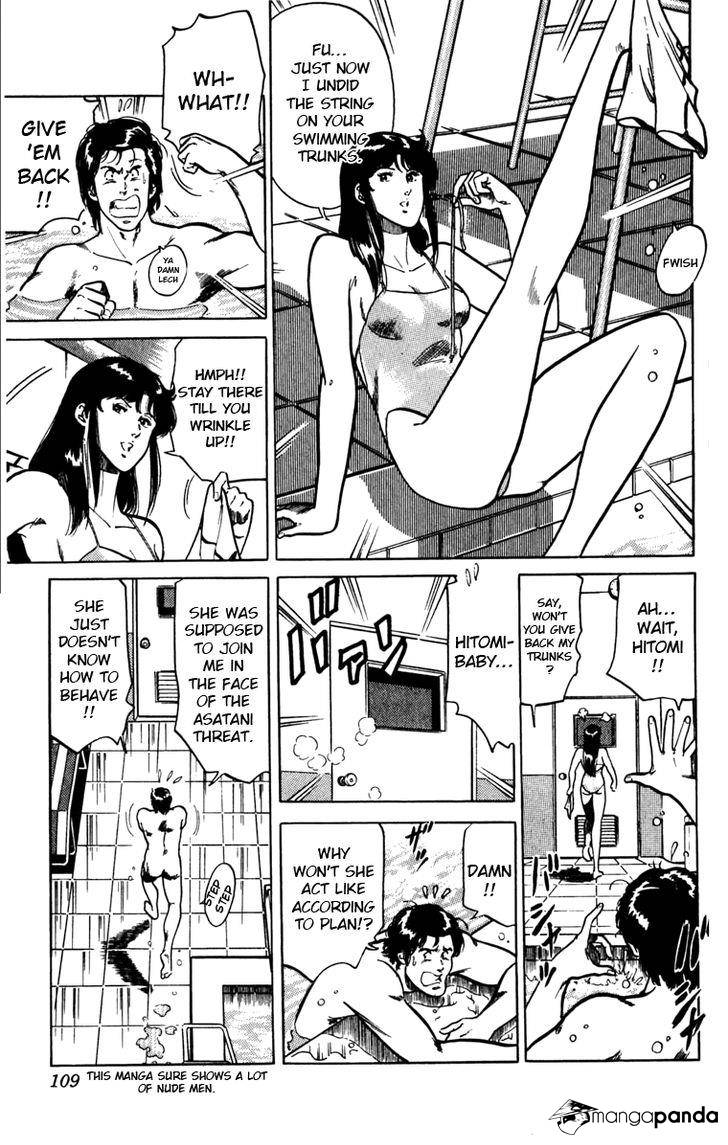 FU...
JUST NOW
I UNDID
THE STRING
ON YOUR
SWIMMING
TRUNKS.
FWISH
WH-
WHAT!!
GIVE
'EM
BACK
!!
YA
DAMN
LECH
HMPH!!
STAY THERE
TILL YOU
WRINKLE
UP!!
AH...
WAIT,
HITOMI
!!
SAY,
WON'T
YOU GIVE
BACK MY
TRUNKS
?
HITOMI-
BABY...
バァン
DAMN
!!
WHY
WON'T SHE
ACT LIKE
ACCORDING
TO PLAN!?
SHE WAS
SUPPOSED
TO JOIN
ME IN
THE FACE
OF THE
ASATANI
THREAT.
SHE
JUST
DOESN'T
KNOW
HOW TO
BEHAVE
!!
STEP
STEP
109 THIS MANGA SURE SHOWS A LOT
OF NUDE MEN.
mangapanda